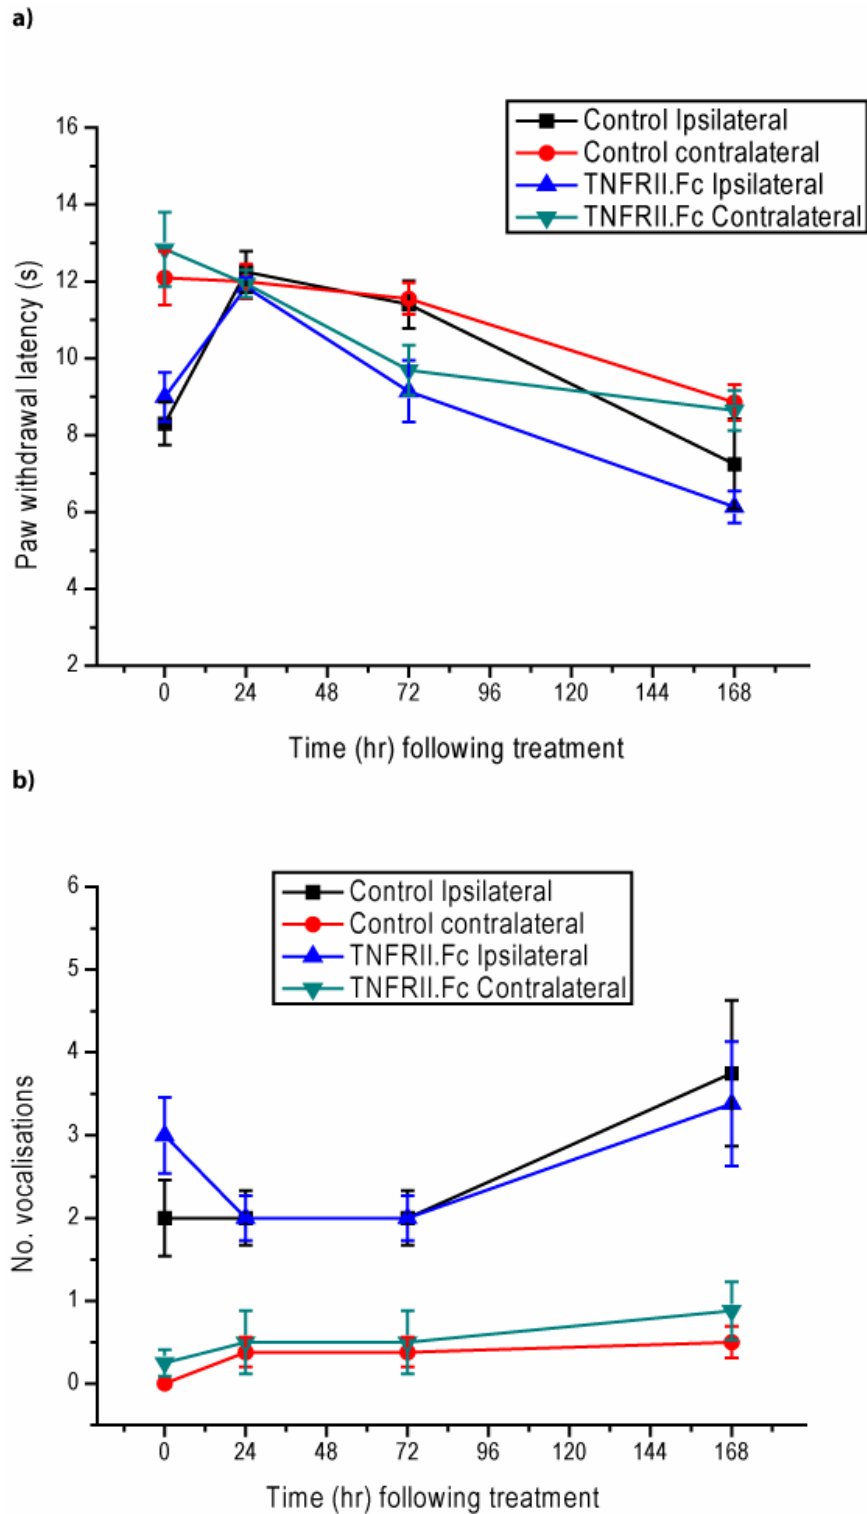 a)
Control Ipsilateral
Control contralateral
TNFRII.Fc Ipsilateral
TNFRII.Fc Contralateral
16
14
12
10
8
6
4
2
Paw withdrawal latency (s)
0 24 48 72 96 120 144 168
Time (hr) following treatment
b)
Control Ipsilateral
Control contralateral
TNFRII.Fc Ipsilateral
TNFRII.Fc Contralateral
6
5
4
3
2
1
0
No. vocalisations
0 24 48 72 96 120 144 168
Time (hr) following treatment